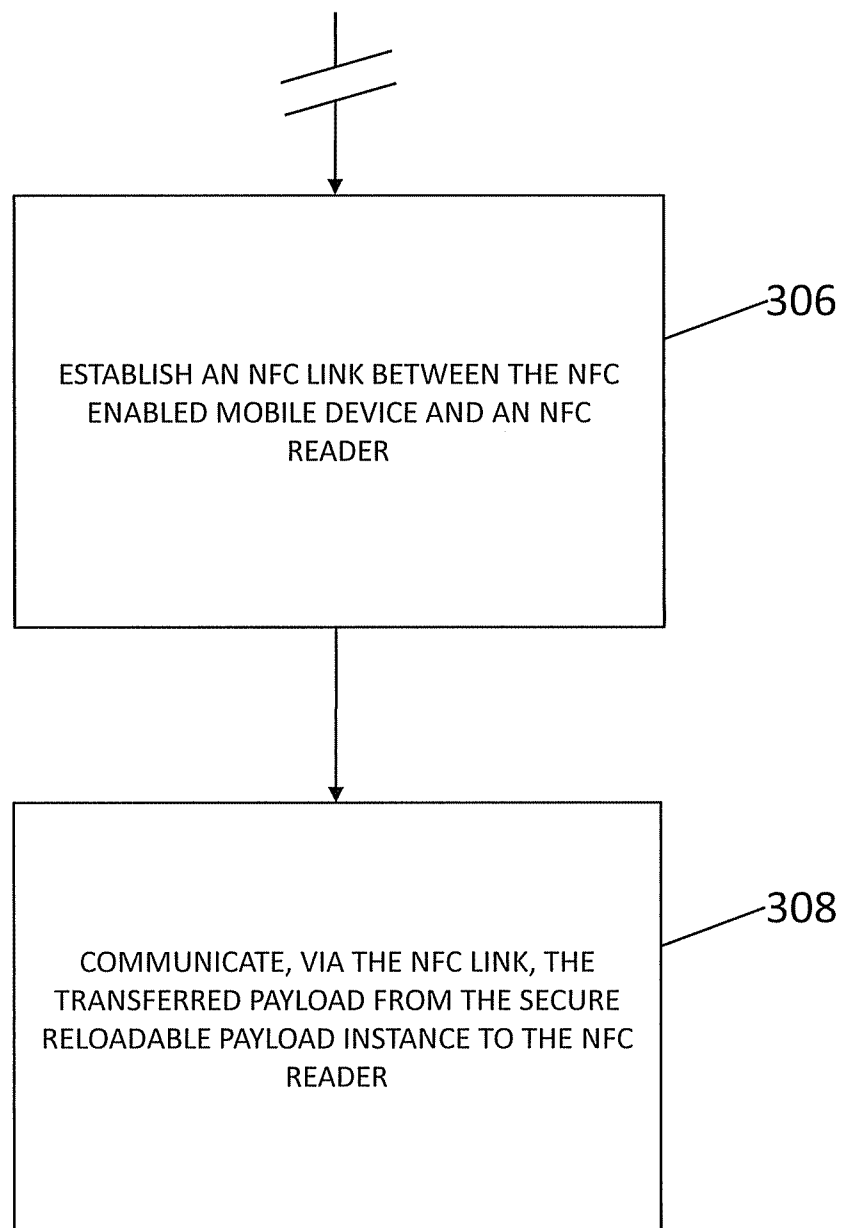 ESTABLISH AN NFC LINK BETWEEN THE NFC
ENABLED MOBILE DEVICE AND AN NFC
READER
306
COMMUNICATE, VIA THE NFC LINK, THE
TRANSFERRED PAYLOAD FROM THE SECURE
RELOADABLE PAYLOAD INSTANCE TO THE NFC
READER
308